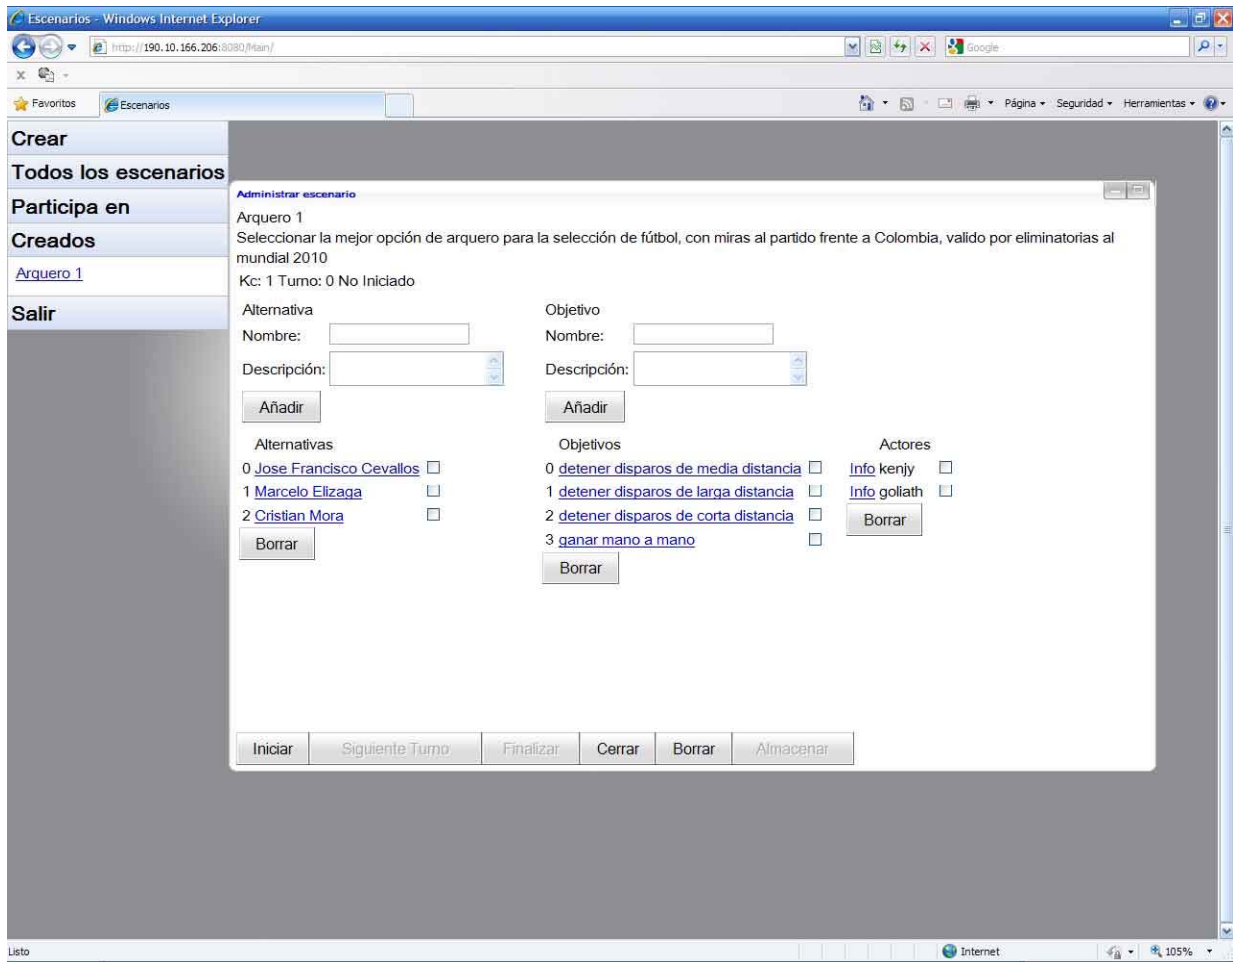 Escenarios - Windows Internet Explorer
http://190.10.166.206:8080/Main/
Google
Favoritos
Escenarios
Página
Seguridad
Herramientas
Crear
Todos los escenarios
Participa en
Creados
Arquero 1
Salir
Administrar escenario
Arquero 1
Seleccionar la mejor opción de arquero para la selección de fútbol, con miras al partido frente a Colombia, valido por eliminatorias al
mundial 2010
Kc: 1 Turno: 0 No Iniciado
Alternativa
Nombre:
Descripción:
Añadir
Objetivo
Nombre:
Descripción:
Añadir
Alternativas
0 Jose Francisco Cevallos
1 Marcelo Elizaga
2 Cristian Mora
Borrar
Objetivos
0 detener disparos de media distancia
1 detener disparos de larga distancia
2 detener disparos de corta distancia
3 ganar mano a mano
Borrar
Actores
Info kenjy
Info goliath
Borrar
Iniciar
Siguiente Turno
Finalizar
Cerrar
Borrar
Almacenar
Listo
Internet
105%